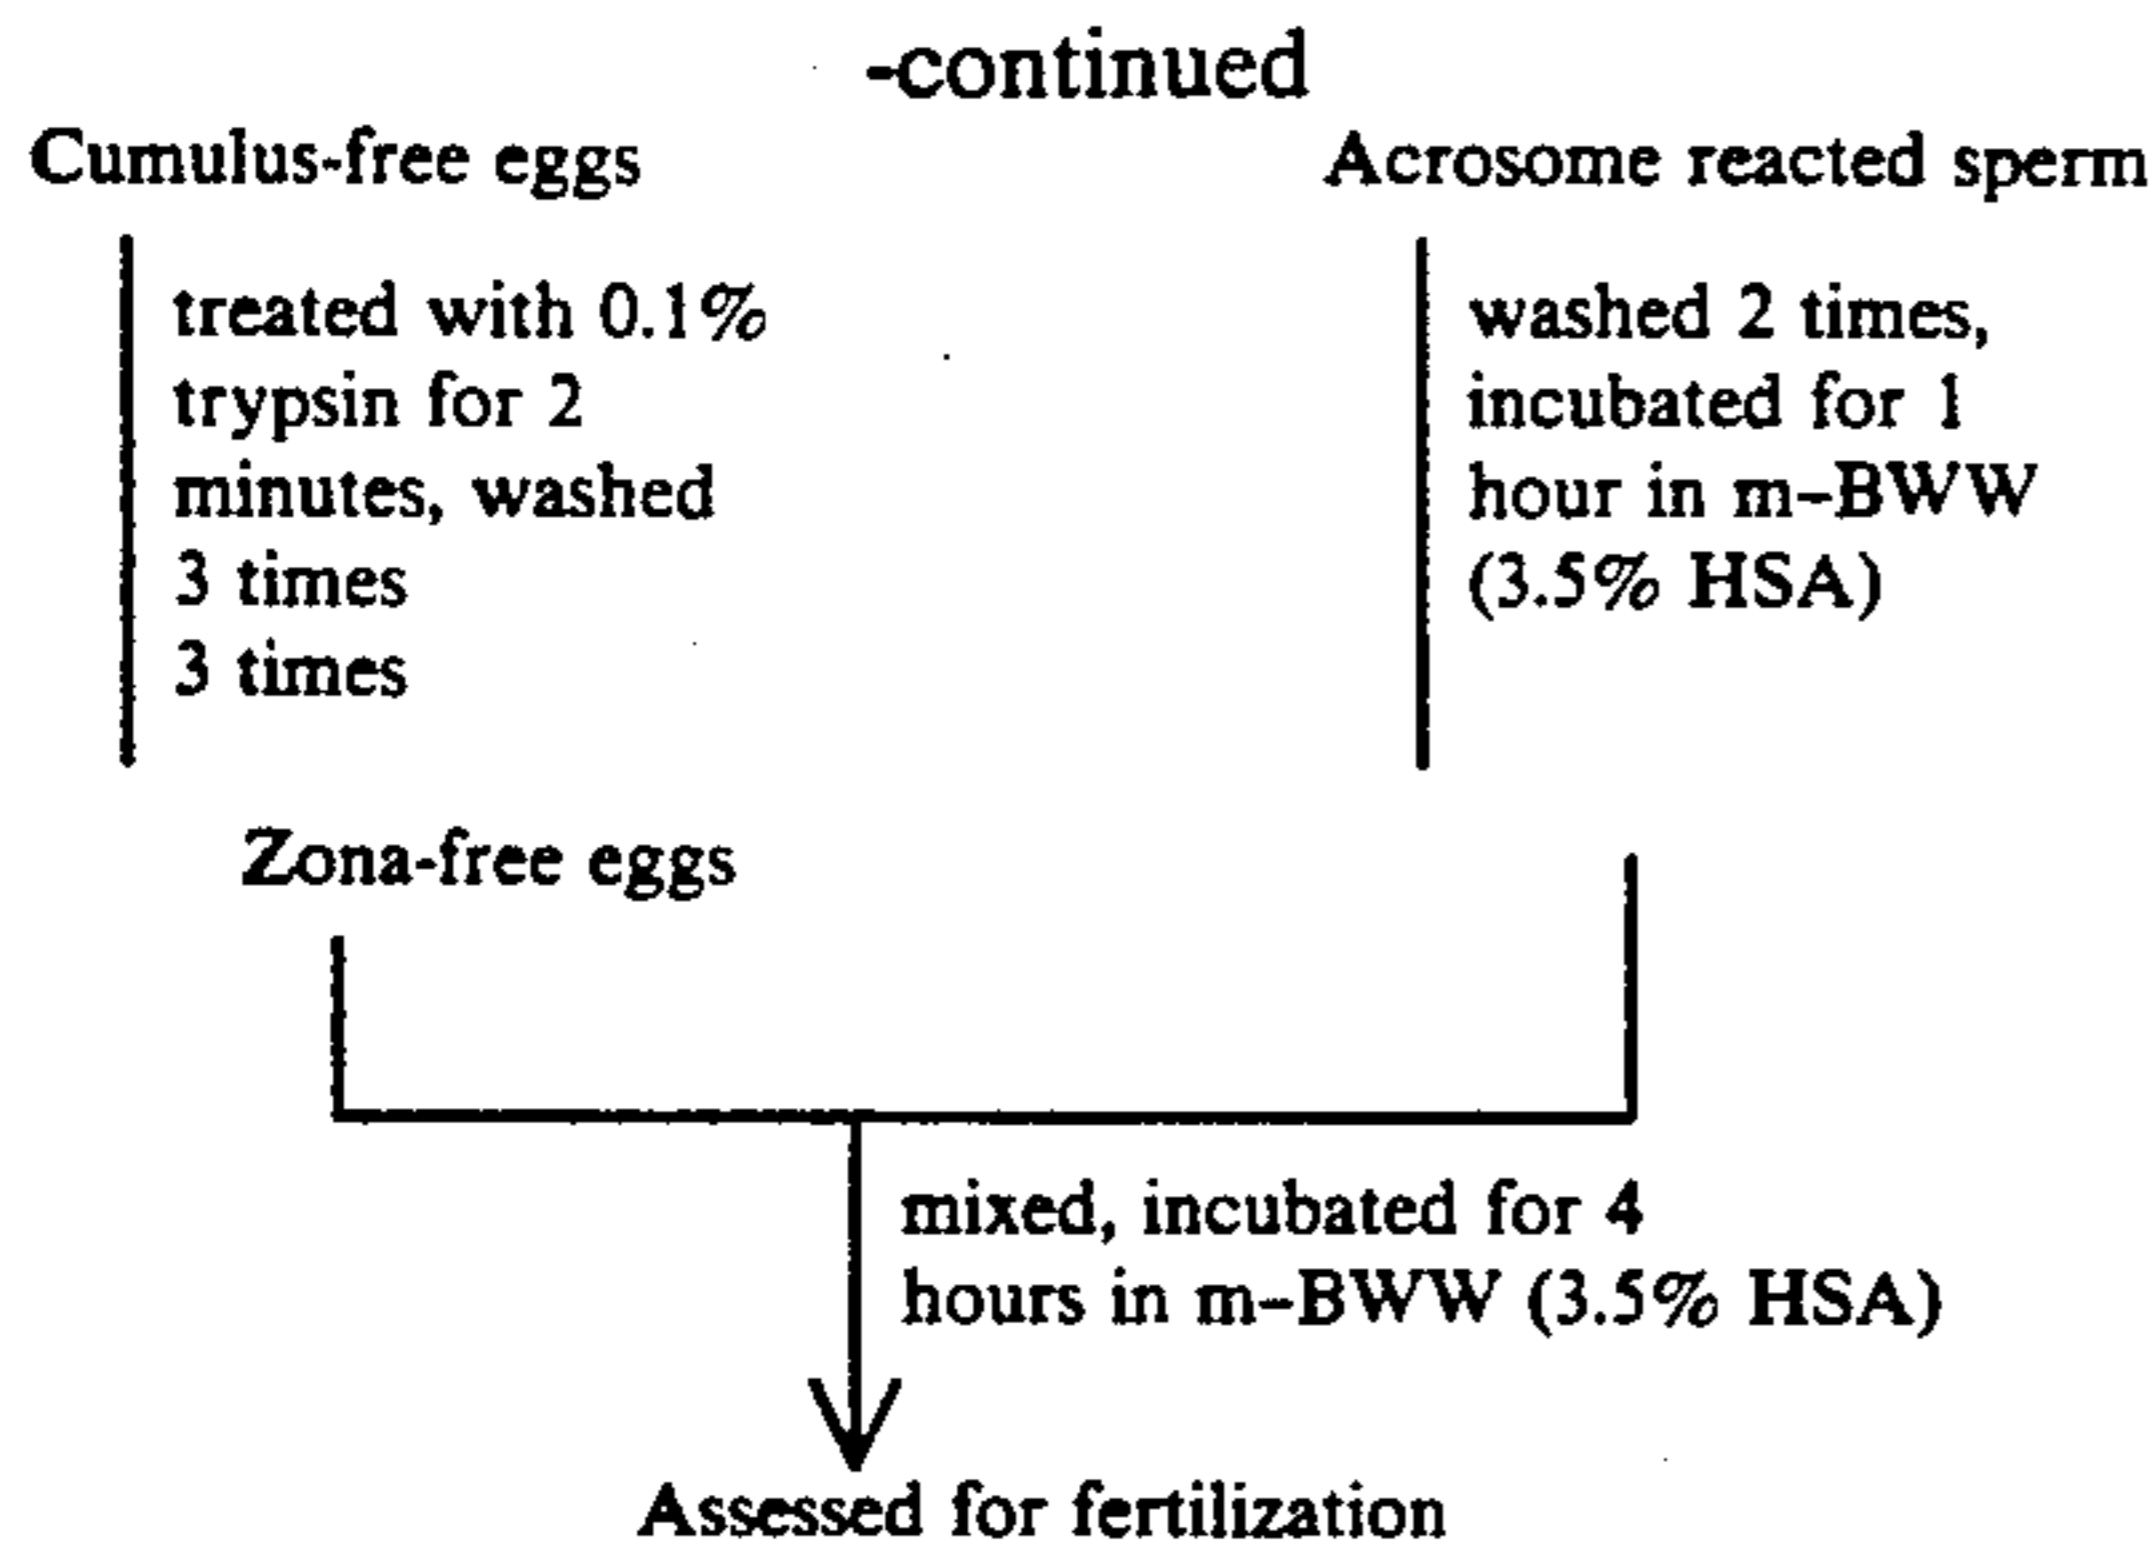 -continued
Cumulus-free eggs
Acrosome reacted sperm
treated with 0.1%
trypsin for 2
minutes, washed
3 times
3 times
washed 2 times,
incubated for 1
hour in m–BWW
(3.5% HSA)
Zona-free eggs
mixed, incubated for 4
hours in m–BWW (3.5% HSA)
Assessed for fertilization